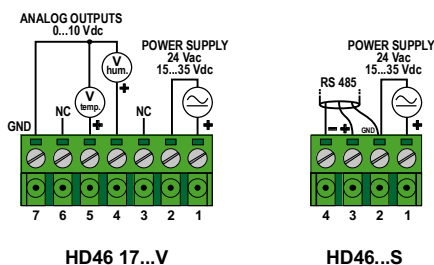 ANALOG OUTPUTS
0...10 Vdc
V
hum.
+
V
temp.
+
POWER SUPPLY
24 Vac
15...35 Vdc
+
GND
NC
NC
7 6 5 4 3 2 1
HD46 17...V
POWER SUPPLY
24 Vac
15...35 Vdc
RS 485
– +
GND
+
4 3 2 1
HD46...S